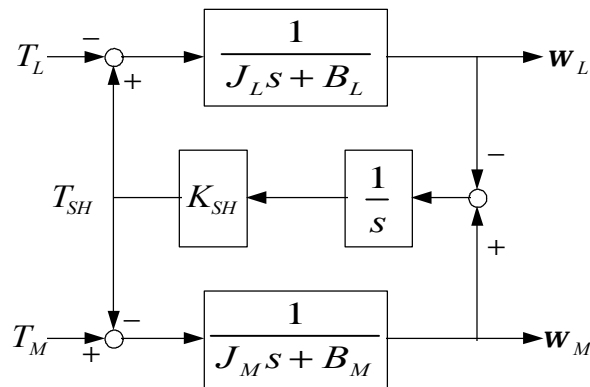 −
T_L
+
1
J_L s + B_L
w_L
T_SH
K_SH
1
s
−
+
T_M
+
−
1
J_M s + B_M
w_M